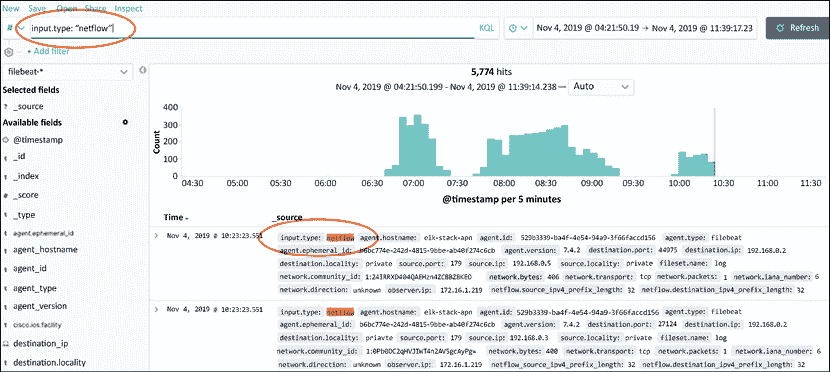 New Save Open Share Inspect
input.type: "netflow" KQL Nov 4, 2019 @ 04:21:50.19 → Nov 4, 2019 @ 11:39:17.23 Refresh
+ Add filter
filebeat-*
Selected fields
? _source
Available fields
@timestamp
t _id
t _index
# _score
t _type
t agent.ephemeral_id
t agent_hostname
t agent_id
t agent_type
t agent_version
t cisco.ios.facility
destination_ip
t destination.locality
5,774 hits
Nov 4, 2019 @ 04:21:50.199 - Nov 4, 2019 @ 11:39:14.238 — Auto
Count
400
300
200
100
0
04:30 05:00 05:30 06:00 06:30 07:00 07:30 08:00 08:30 09:00 09:30 10:00 10:30 11:00 11:30
@timestamp per 5 minutes
Time _source
> Nov 4, 2019 @ 10:23:23.551 input.type: netflow agent.hostname: elk-stack-apn agent.id: 529b3339-ba4f-4e54-94a9-3f66faccd156 agent.type: filebeat
agent.ephemeral_id: b6bc774e-242d-4815-9bbe-ab40f274c6cb agent.version: 7.4.2 destination.port: 44975 destination.ip: 192.168.0.2
destination.locality: private source.port: 179 source.ip: 192.168.0.5 source.locality: private fileset.name: log
network.community_id: network.bytes: 406 network.transport: tcp network.packets: 1 network.iana_number: 6
network.direction: unknown observer.ip: 172.16.1.219 netflow.source_ipv4_prefix_length: 32 netflow.destination_ipv4_prefix_length: 32
> Nov 4, 2019 @ 10:23:23.551 input.type: netflow agent.hostname: elk-stack-apn agent.id: 529b3339-ba4f-4e54-94a9-3f66faccd156 agent.type: filebeat
agent.ephemeral_id: b6bc774e-242d-4815-9bbe-ab40f274c6cb agent.version: 7.4.2 destination.port: 27124 destination.ip: 192.168.0.2
destination.locality: private source.port: 179 source.ip: 192.168.0.3 source.locality: private fileset.name: log
network.community_id: network.bytes: 400 network.transport: tcp network.packets: 1 network.iana_number: 6
network.direction: unknown observer.ip: 172.16.1.219 netflow.source_ipv4_prefix_length: 32 netflow.destination_ipv4_prefix_length: 32